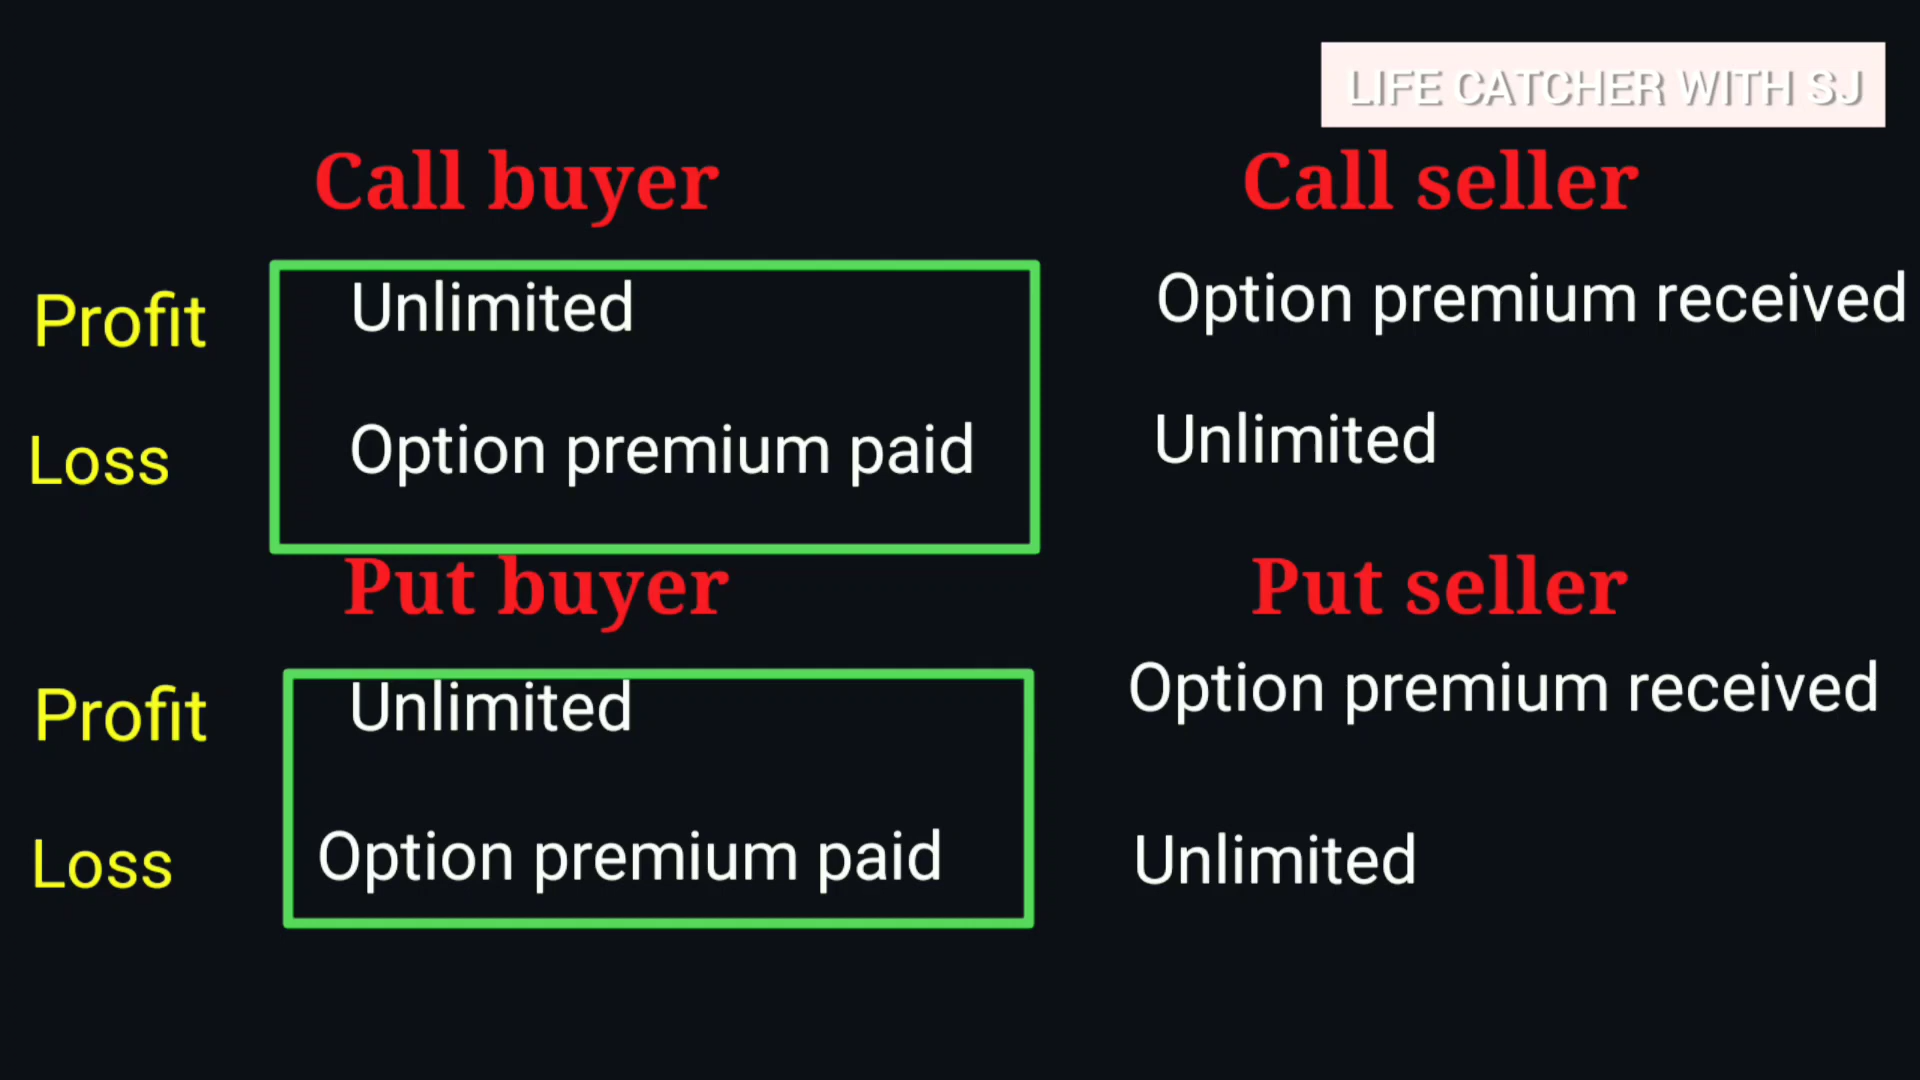 LIFE CATCHER WITH SJ
Call buyer
Call seller
Profit
Unlimited
Option premium received
Loss
Option premium paid
Unlimited
Put buyer
Put seller
Profit
Unlimited
Option premium received
Loss
Option premium paid
Unlimited